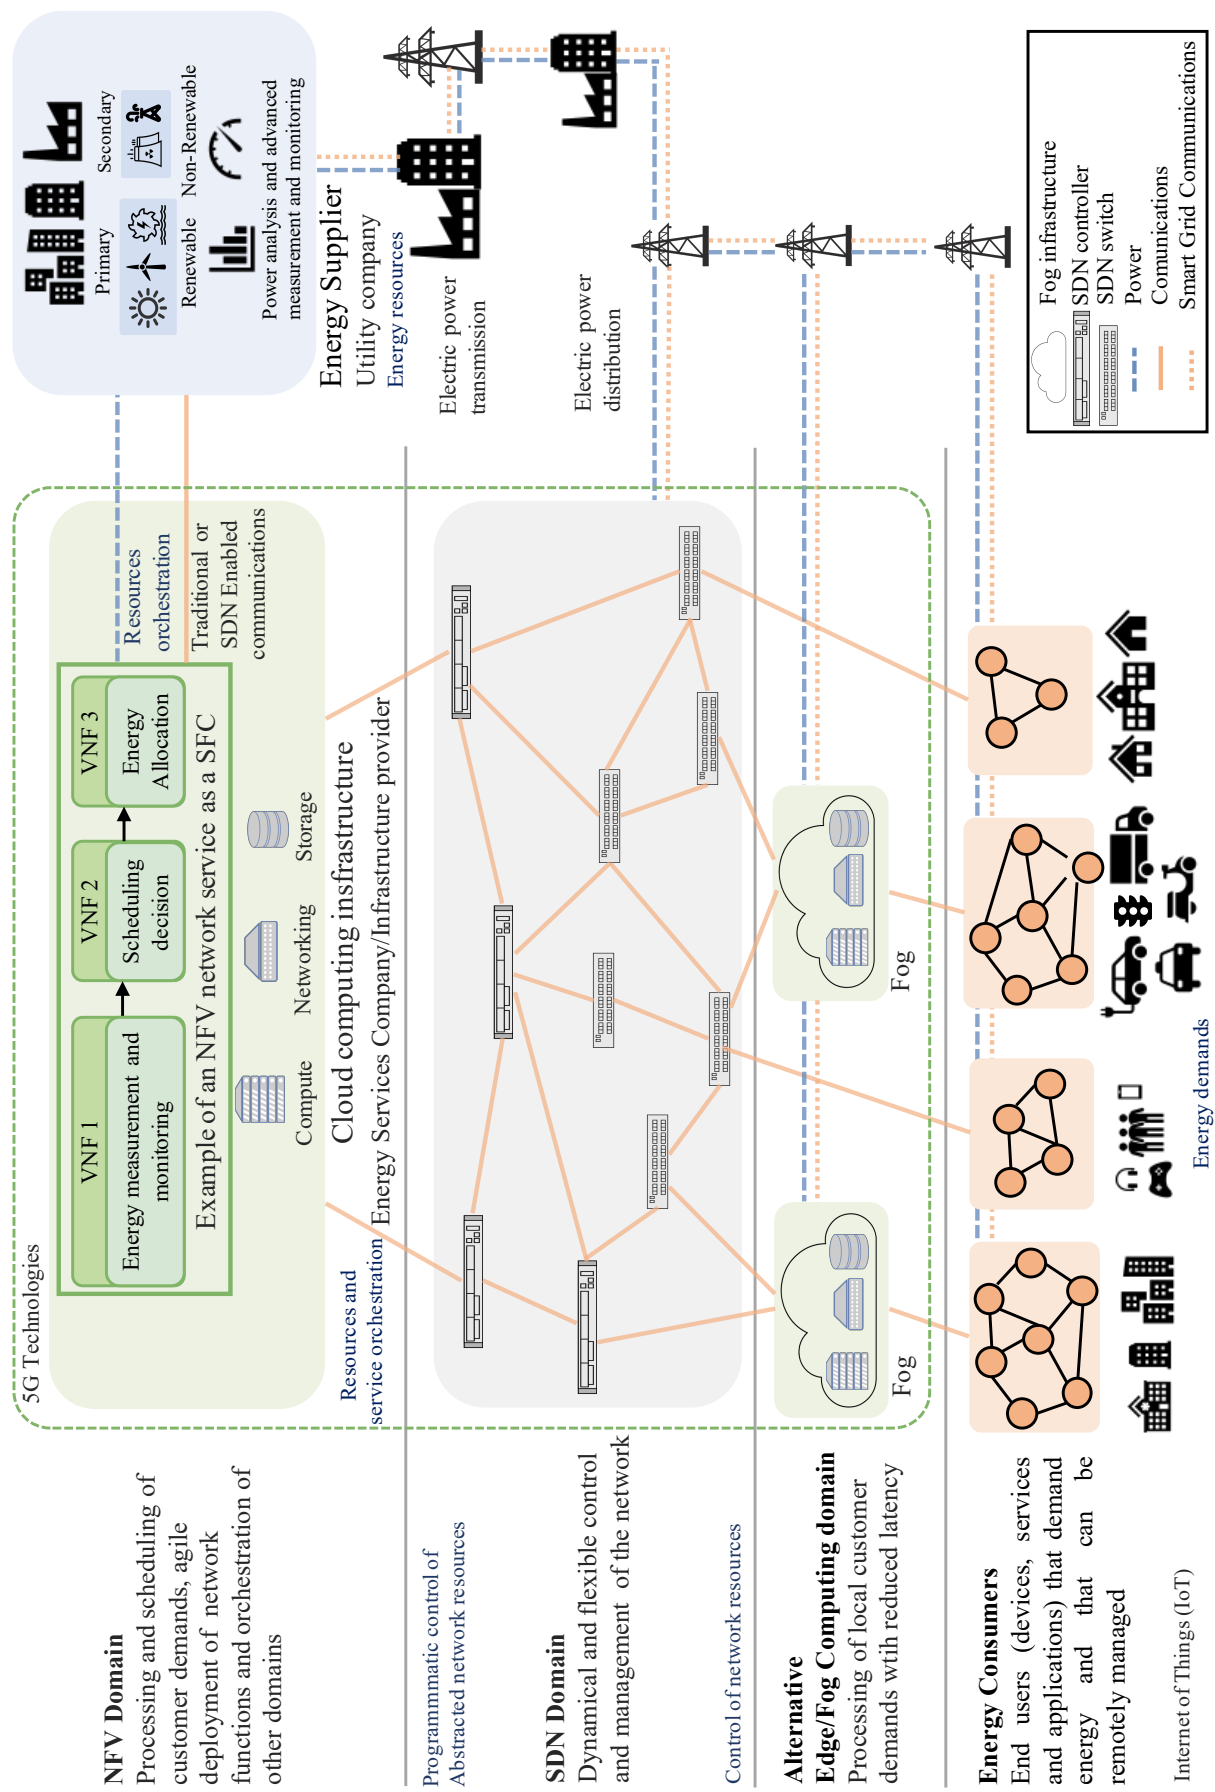 NFV Domain
Processing and scheduling of
customer demands, agile
deployment of network
functions and orchestration of
other domains
Programmmatic control of
Abstracted network resources
SDN Domain
Dynamical and flexible control
and management of the network
Control of network resources
Alternative
Edge/Fog Computing domain
Processing of local customer
demands wtih reduced latency
Energy Consumers
End users (devices, services
and applications) that demand
energy and that can be
remotely managed
Internet of Things (IoT)
5G Technologies
VNF 1
Energy measurement and
monitoring
VNF 2
Scheduling
decision
VNF 3
Energy
Allocation
Example of an NFV network service as a SFC
Compute
Networking
Storage
Cloud computing insfrastructure
Energy Services Company/Infrastructure provider
Resources and
service orchestration
Resources
orchestration
Traditional or
SDN Enabled
communications
Fog
Fog
Energy demands
Primary
Secondary
Renewable
Non-Renewable
Power analysis and advanced
measurement and monitoring
Energy Supplier
Utility company
Energy resources
Electric power
transmission
Electric power
distribution
Fog infrastructure
SDN controller
SDN switch
Power
Comunications
Smart Grid Communications